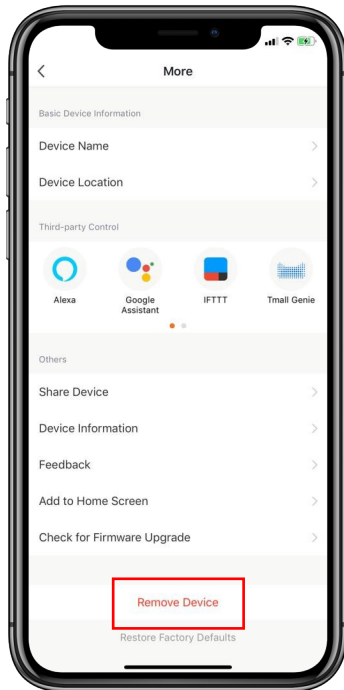 More
Basic Device Information
Device Name
Device Location
Third-party Control
Alexa
Google
Assistant
IFTTT
Tmall Genie
Others
Share Device
Device Information
Feedback
Add to Home Screen
Check for Firmware Upgrade
Remove Device
Restore Factory Defaults